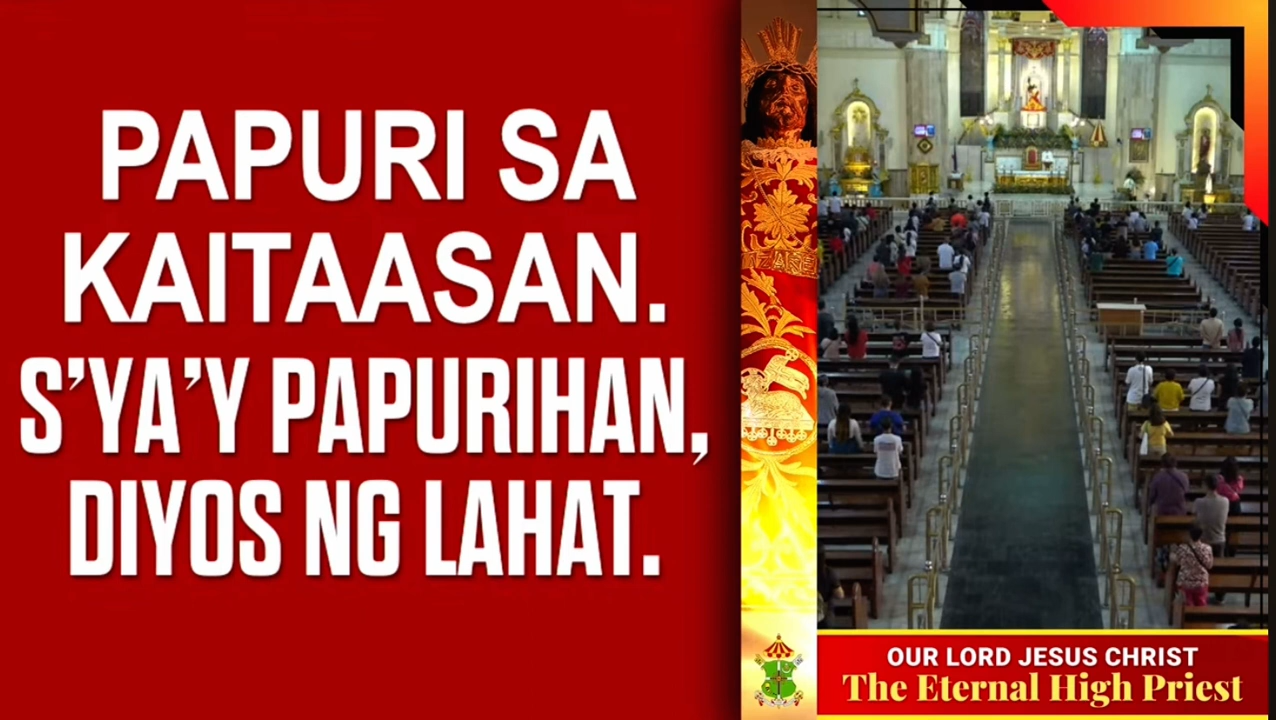 PAPURI SA
KAITAASAN.
S'YA'Y PAPURIHAN,
DIYOS NG LAHAT.
OUR LORD JESUS CHRIST
The Eternal High Priest